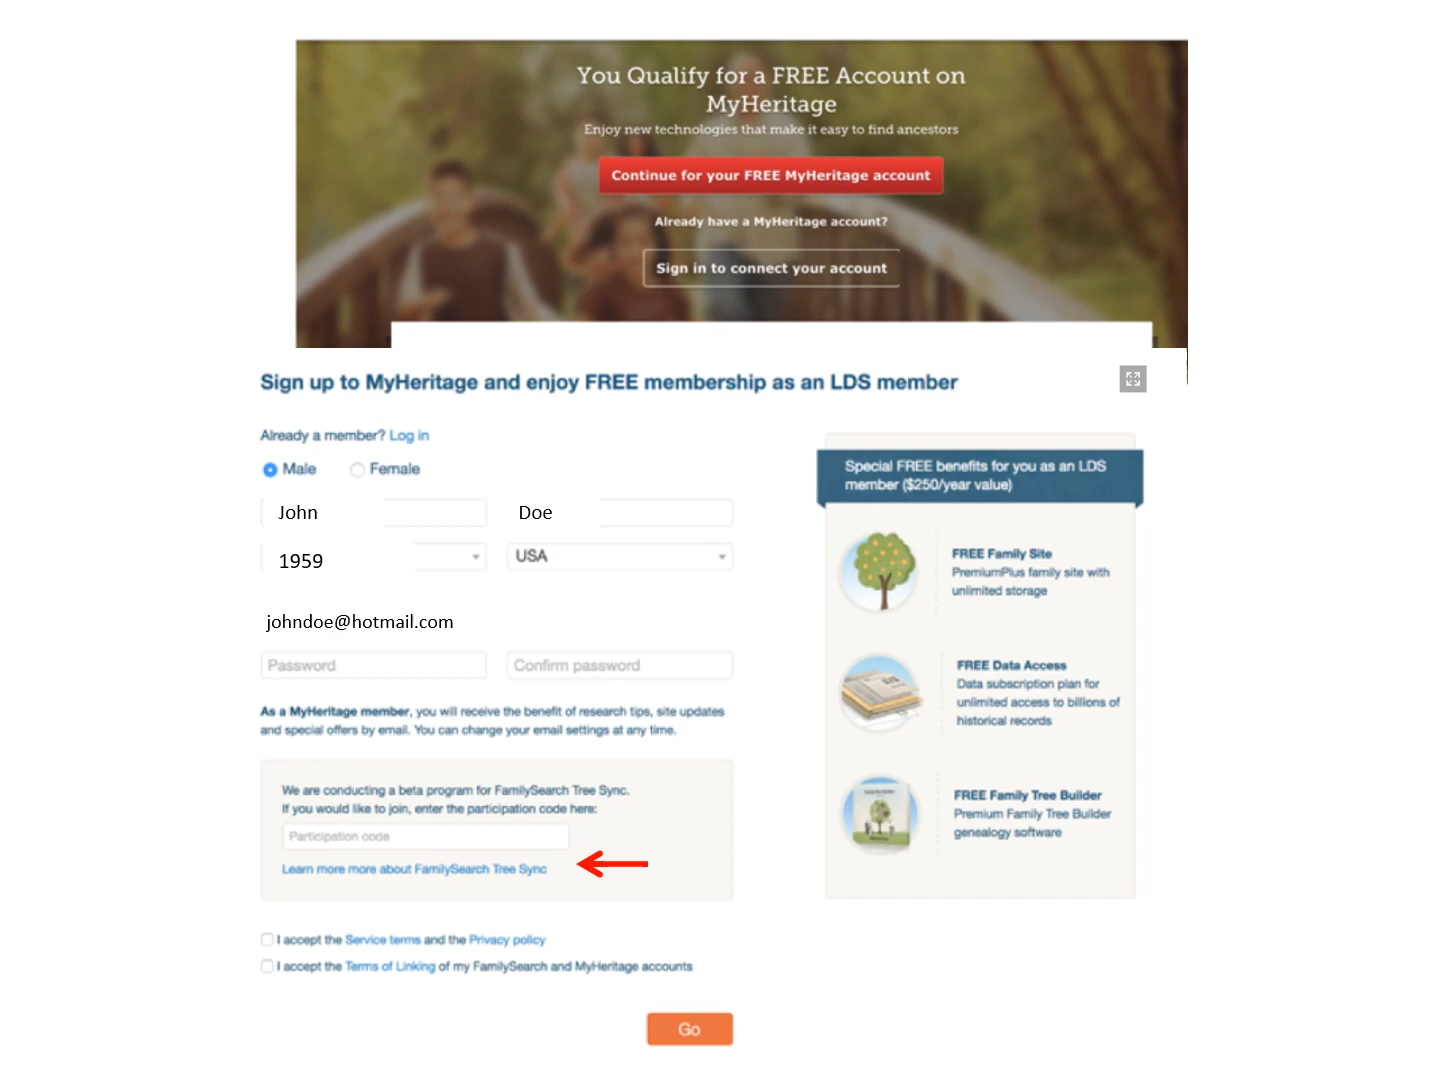 You Qualify for a FREE Account on
MyHeritage
Enjoy new technologies that make it easy to find ancestors
Continue for your FREE MyHeritage account
Already have a MyHeritage account?
Sign in to connect your account
Sign up to MyHeritage and enjoy FREE membership as an LDS member
Already a member? Log in
Male Female
John Doe
1959 USA
johndoe@hotmail.com
Password Confirm password
As a MyHeritage member, you will receive the benefit of research tips, site updates
and special offers by email. You can change your email settings at any time.
We are conducting a beta program for FamilySearch Tree Sync.
If you would like to join, enter the participation code here:
Participation code
Learn more more about FamilySearch Tree Sync
I accept the Service terms and the Privacy policy
I accept the Terms of Linking of my FamilySearch and MyHeritage accounts
Go
Special FREE benefits for you as an LDS
member ($250/year value)
FREE Family Site
PremiumPlus family site with
unlimited storage
FREE Data Access
Data subscription plan for
unlimited access to billions of
historical records
FREE Family Tree Builder
Premium Family Tree Builder
genealogy software